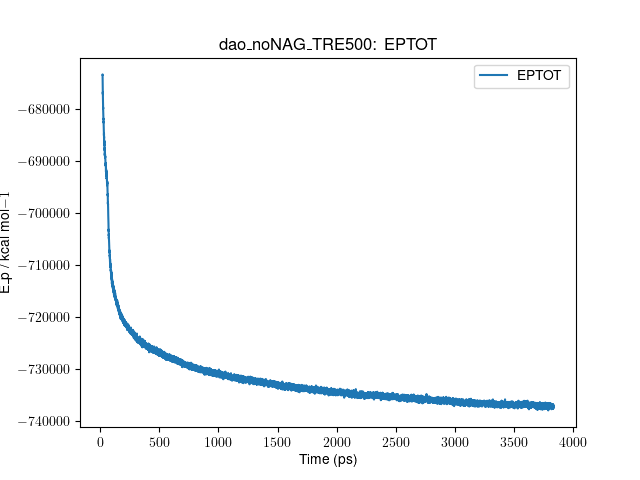 dao_noNAG_TRE500: EPTOT
EPTOT
E_p / kcal mol−1
−680000
−690000
−700000
−710000
−720000
−730000
−740000
0 500 1000 1500 2000 2500 3000 3500 4000
Time (ps)